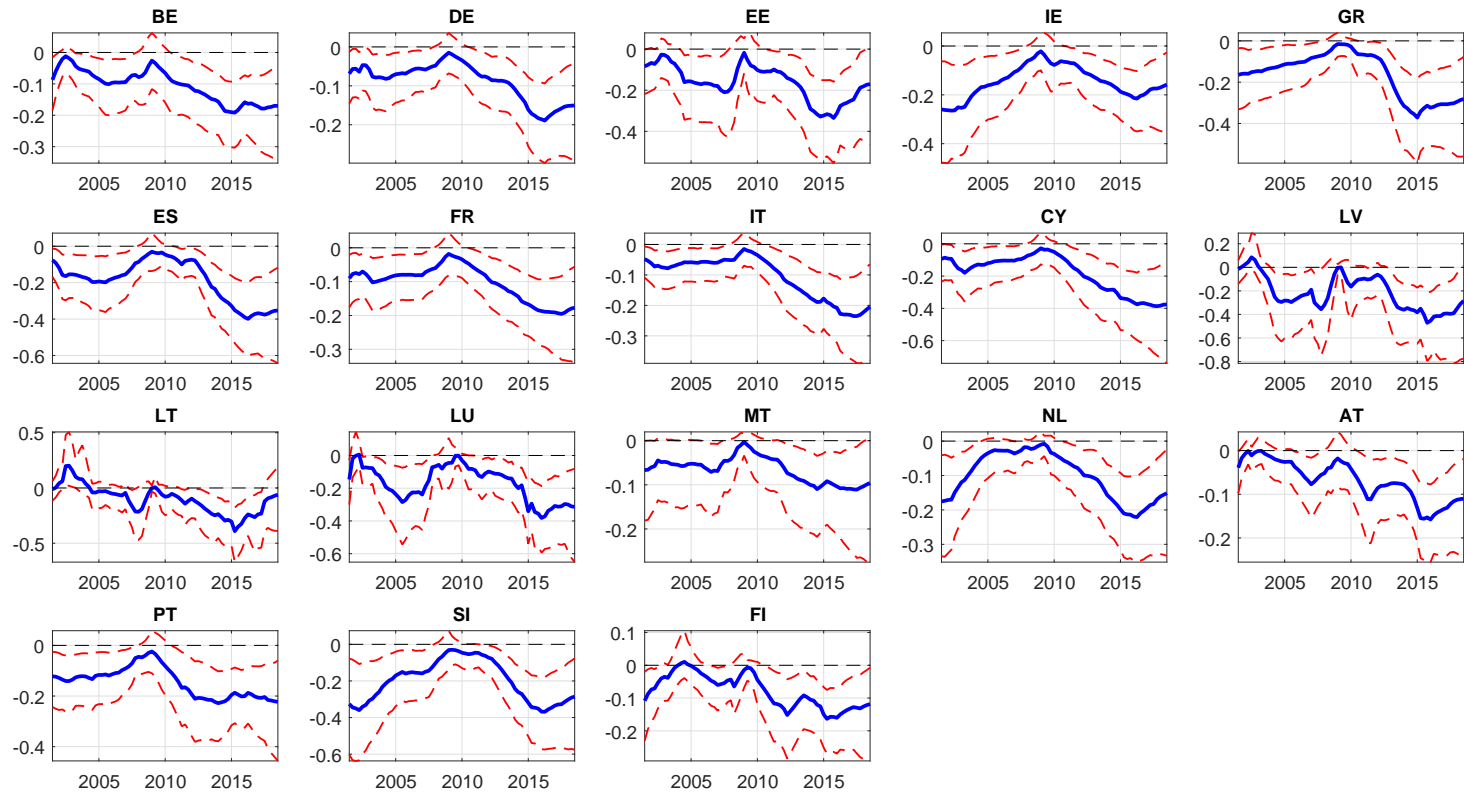 BE DE EE IE GR
0 0 0 0 0
-0.1 -0.1 -0.2 -0.2 -0.2
-0.2 -0.2 -0.4 -0.4 -0.4
-0.3
2005 2010 2015 2005 2010 2015 2005 2010 2015 2005 2010 2015 2005 2010 2015
ES FR IT CY LV
0 0 0 0 0.2
-0.2 -0.1 -0.1 -0.2 0
-0.4 -0.2 -0.2 -0.4 -0.2
-0.6 -0.3 -0.3 -0.6 -0.4
-0.6
-0.8
2005 2010 2015 2005 2010 2015 2005 2010 2015 2005 2010 2015 2005 2010 2015
LT LU MT NL AT
0.5 0 0 0 0
0 -0.2 -0.1 -0.1 -0.1
-0.5 -0.4 -0.2 -0.2 -0.2
-0.6 -0.3
2005 2010 2015 2005 2010 2015 2005 2010 2015 2005 2010 2015 2005 2010 2015
PT SI FI
0 0 0.1
-0.2 -0.2 0
-0.4 -0.4 -0.1
-0.6 -0.2
2005 2010 2015 2005 2010 2015 2005 2010 2015